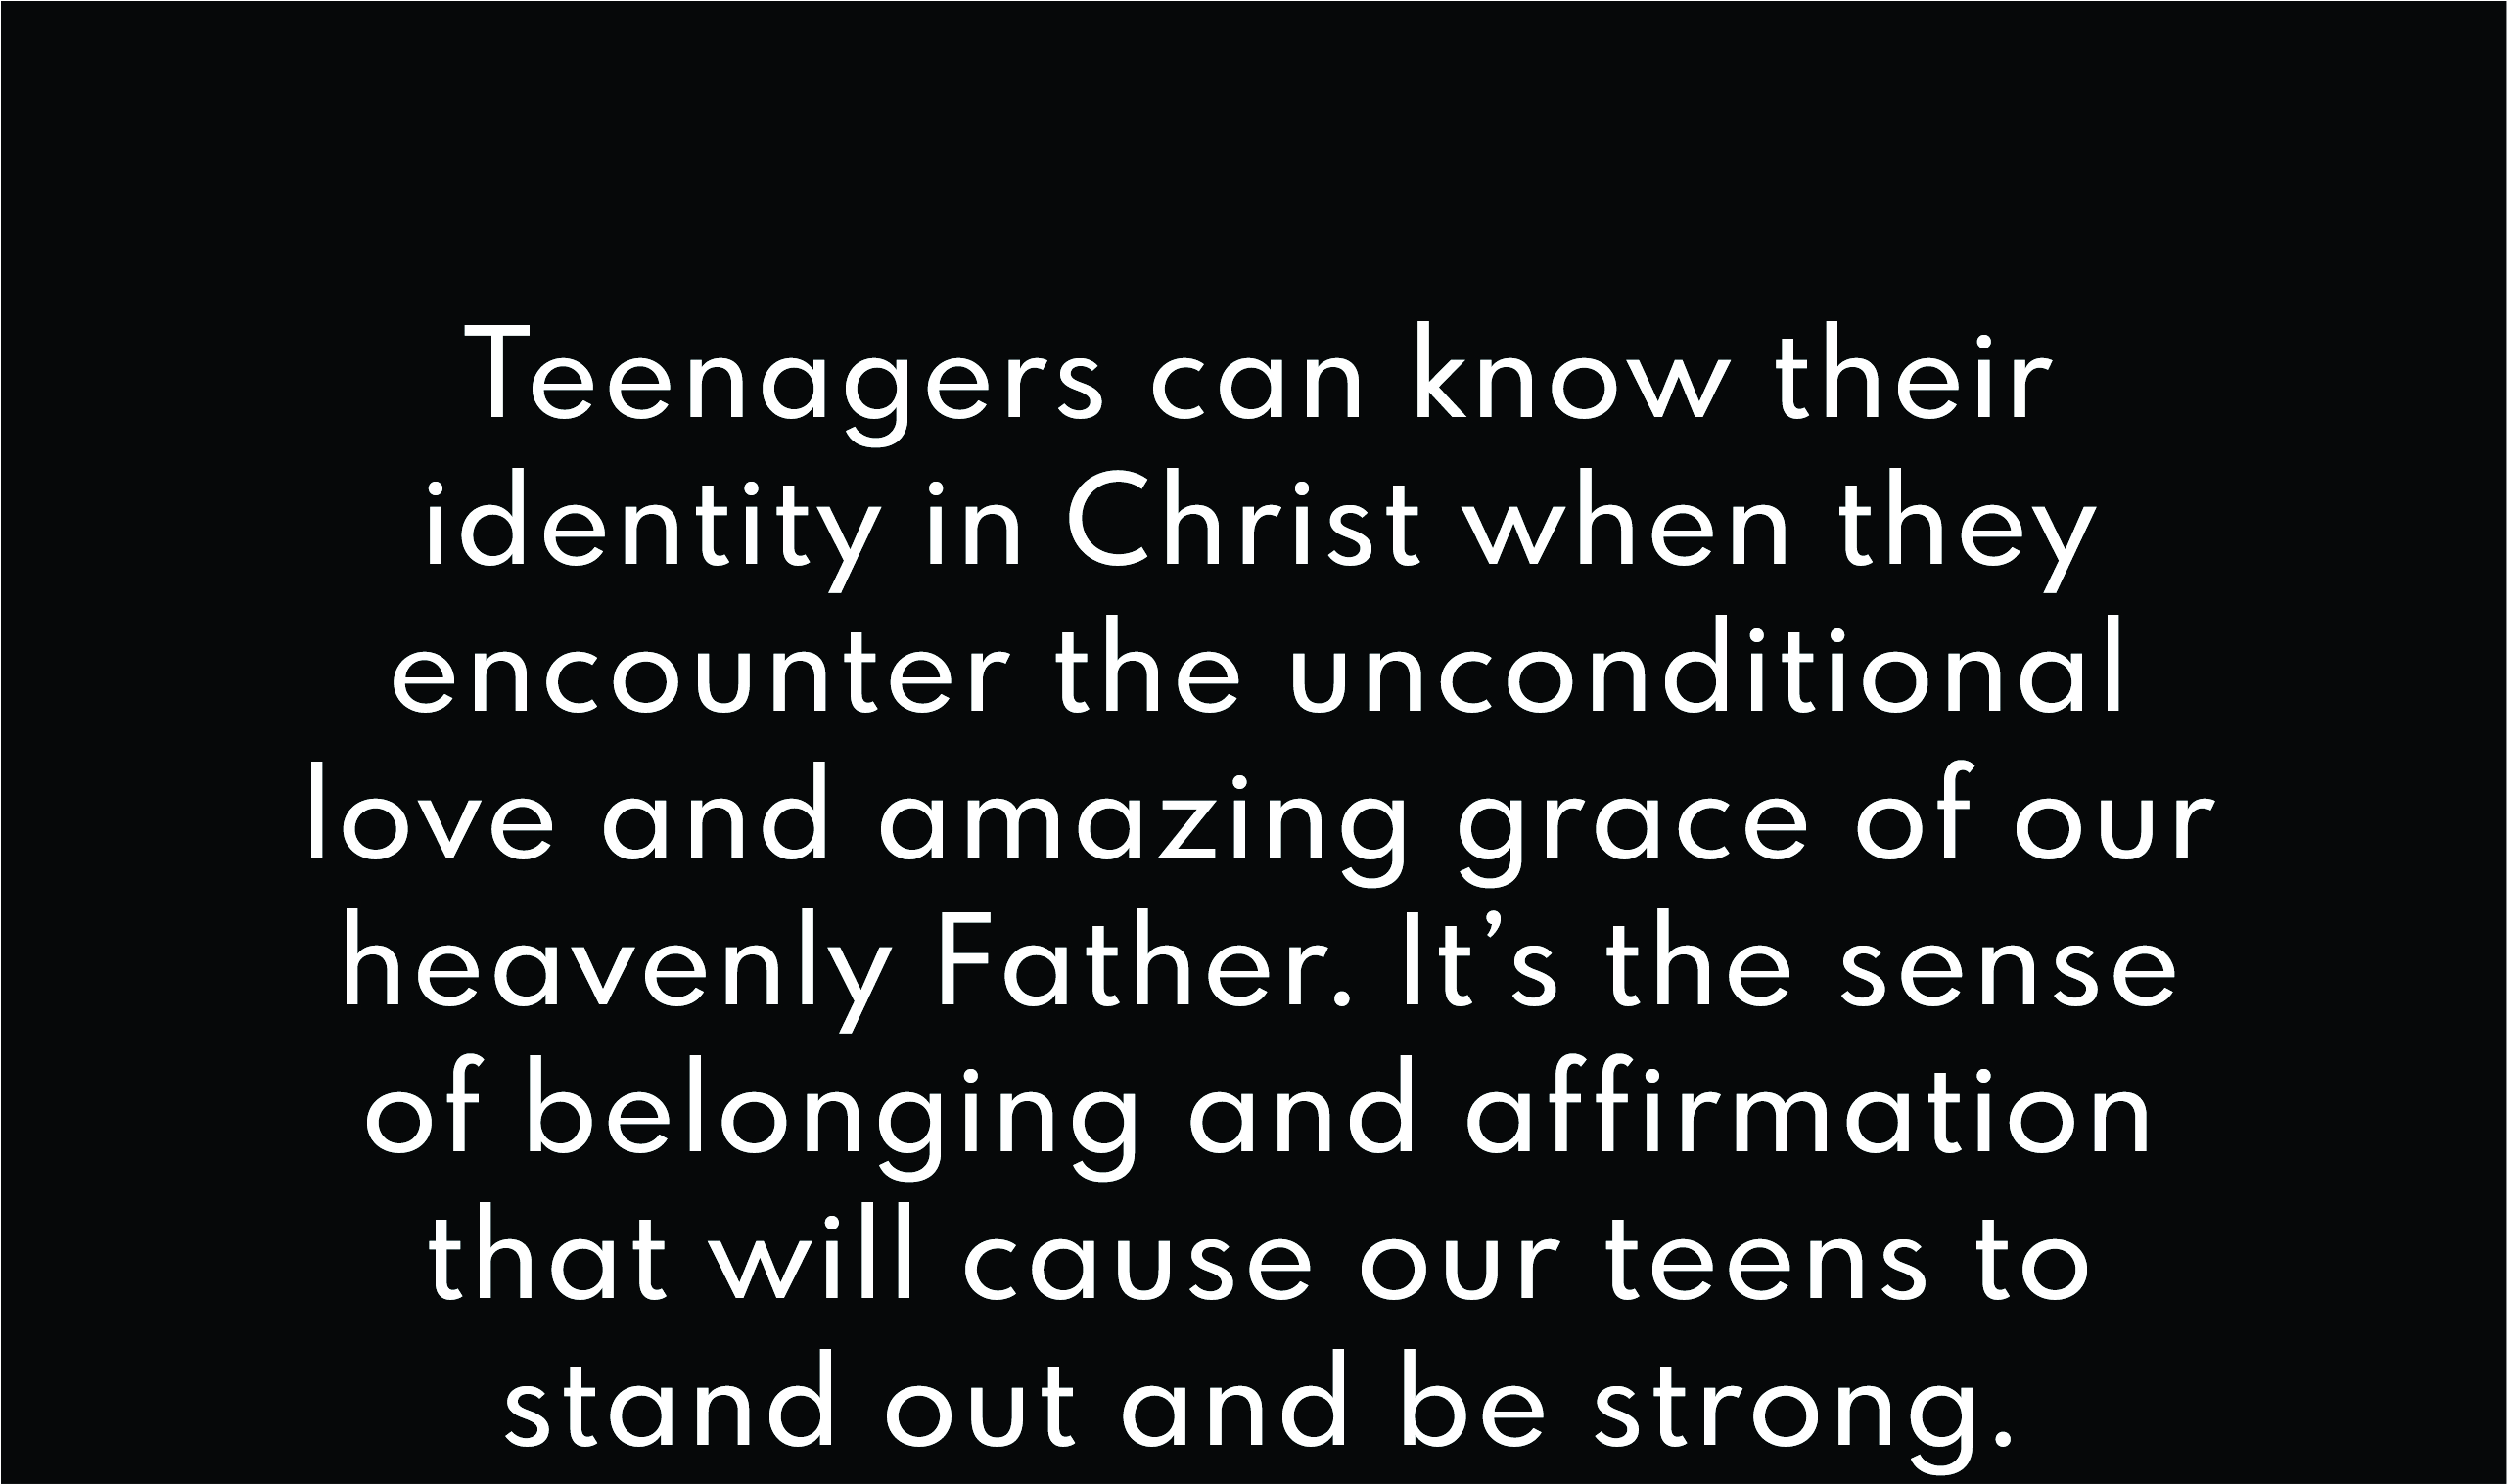 Teenagers can know their
identity in Christ when they
encounter the unconditional
love and amazing grace of our
heavenly Father. It’s the sense
of belonging and affirmation
that will cause our teens to
stand out and be strong.